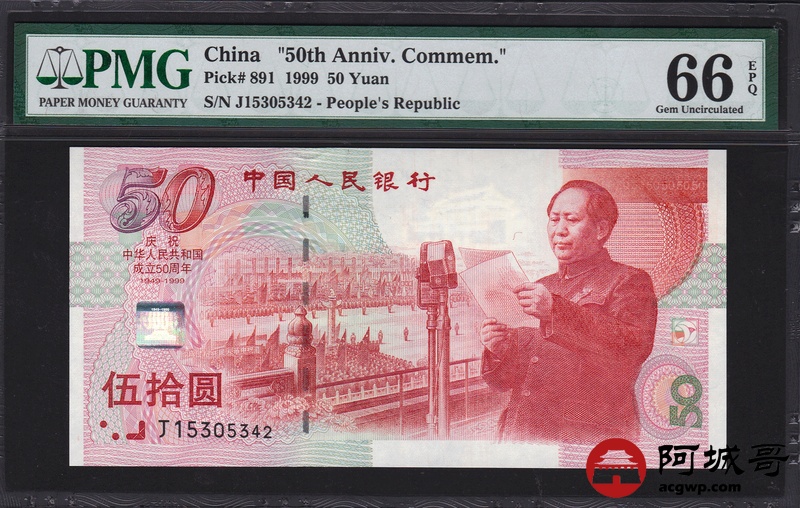 PMG
PAPER MONEY GUARANTY
China "50th Anniv. Commem."
Pick# 891 1999 50 Yuan
S/N J15305342 - People's Republic
66
EPQ
Gem Uncirculated
50
中国人民银行
庆祝
中华人民共和国
成立50周年
1949-1999
伍拾圆
J15305342
50
阿城哥
acgwp.com